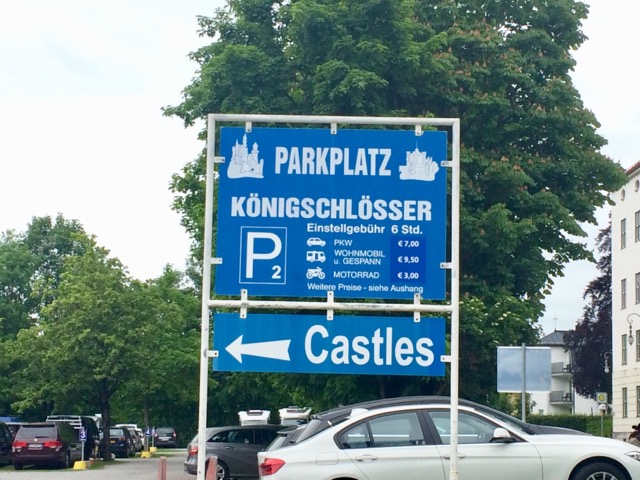 PARKPLATZ
KÖNIGSCHLÖSSER
Einstellgebühr 6 Std.
P2
PKW € 7,00
WOHNMOBIL
u. GESPANN € 9,50
MOTORRAD € 3,00
Weitere Preise - siehe Aushang
Castles